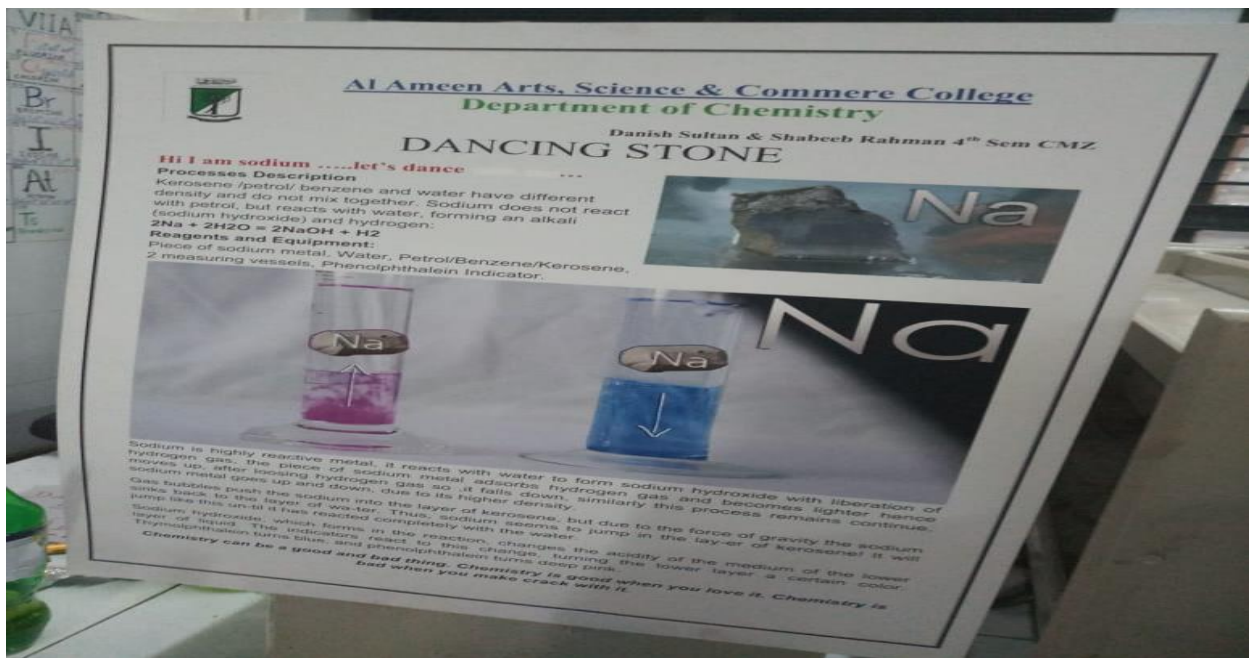 VIIA
Br
I
At
Ts
Al Ameen Arts, Science & Commere College
Department of Chemistry
Danish Sultan & Shabeeb Rahman 4th Sem CMZ
DANCING STONE
Hi I am sodium .....let's dance ...
Processes Description
Kerosene /petrol/ benzene and water have different
density and do not mix together. Sodium does not react
with petrol, but reacts with water, forming an alkali
(sodium hydroxide) and hydrogen:
2Na + 2H2O = 2NaOH + H2
Reagents and Equipment:
Piece of sodium metal, Water, Petrol/Benzene/Kerosene,
2 measuring vessels, Phenolphthalein Indicator.
Na
Na
Na
Na
Sodium is highly reactive metal, it reacts with water to form sodium hydroxide with liberation of
hydrogen gas, the piece of sodium metal adsorbs hydrogen gas and becomes lighter hence
moves up, after loosing hydrogen gas so ,it falls down, similarly this process remains continue,
sodium metal goes up and down, due to its higher density.
Gas bubbles push the sodium into the layer of kerosene, but due to the force of gravity the sodium
sinks back to the layer of wa-ter. Thus, sodium seems to jump in the lay-er of kerosene! It will
jump like this un-til it has reacted completely with the water.
Sodium hydroxide, which forms in the reaction, changes the acidity of the medium of the lower
layer of liquid. The indicators react to this change, turning the lower layer a certain color.
Thymolphthalein turns blue, and phenolphthalein turns deep pink.
Chemistry can be a good and bad thing. Chemistry is good when you love it. Chemistry is
bad when you make crack with it.